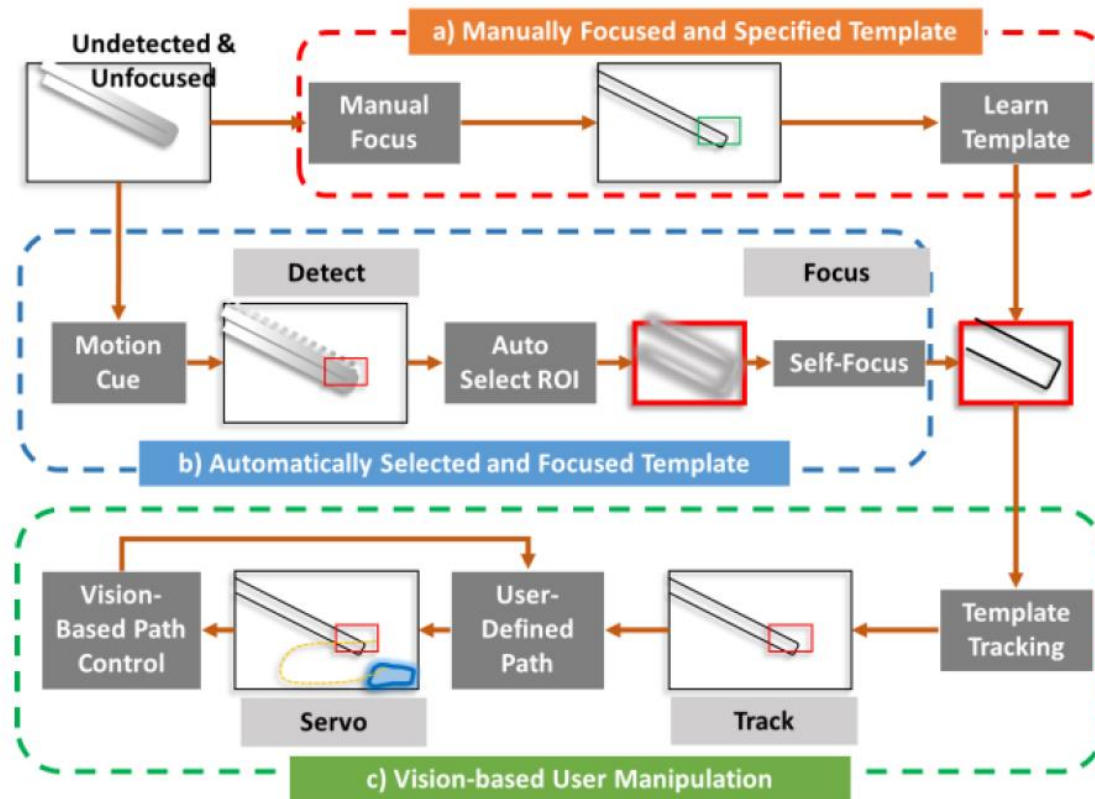 a) Manually Focused and Specified Template
Undetected &
Unfocused
Manual
Focus
Learn
Template
Detect
Focus
Motion
Cue
Auto
Select ROI
Self-Focus
b) Automatically Selected and Focused Template
Vision-
Based Path
Control
User-
Defined
Path
Template
Tracking
Servo
Track
c) Vision-based User Manipulation